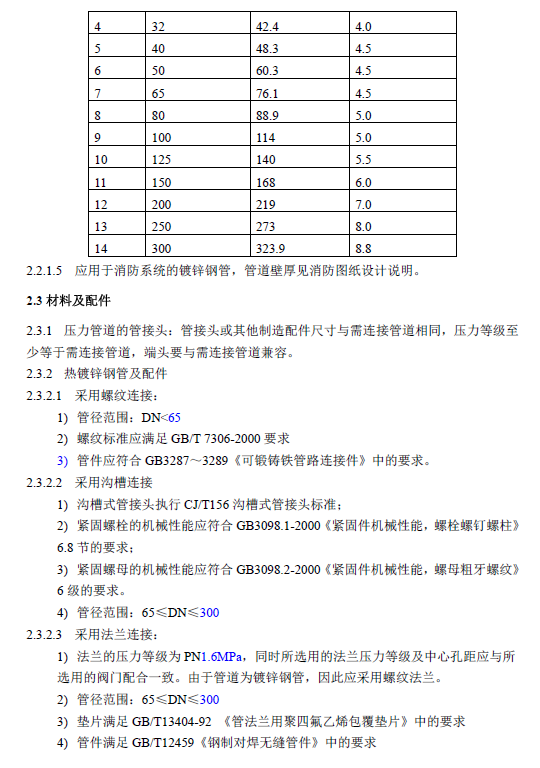 4 32 42.4 4.0
5 40 48.3 4.5
6 50 60.3 4.5
7 65 76.1 4.5
8 80 88.9 5.0
9 100 114 5.0
10 125 140 5.5
11 150 168 6.0
12 200 219 7.0
13 250 273 8.0
14 300 323.9 8.8
2.2.1.5 应用于消防系统的镀锌钢管，管道壁厚见消防图纸设计说明。
2.3 材料及配件
2.3.1 压力管道的管接头：管接头或其他制造配件尺寸与需连接管道相同，压力等级至
少等于需连接管道，端头要与需连接管道兼容。
2.3.2 热镀锌钢管及配件
2.3.2.1 采用螺纹连接：
1) 管径范围：DN<65
2) 螺纹标准应满足 GB/T 7306-2000 要求
3) 管件应符合 GB3287～3289《可锻铸铁管路连接件》中的要求。
2.3.2.2 采用沟槽连接
1) 沟槽式管接头执行 CJ/T156 沟槽式管接头标准；
2) 紧固螺栓的机械性能应符合 GB3098.1-2000《紧固件机械性能，螺栓螺钉螺柱》
6.8 节的要求；
3) 紧固螺母的机械性能应符合 GB3098.2-2000《紧固件机械性能，螺母粗牙螺纹》
6 级的要求。
4) 管径范围：65≤DN≤300
2.3.2.3 采用法兰连接：
1) 法兰的压力等级为 PN1.6MPa，同时所选用的法兰压力等级及中心孔距应与所
选用的阀门配合一致。由于管道为镀锌钢管，因此应采用螺纹法兰。
2) 管径范围：65≤DN≤300
3) 垫片满足 GB/T13404-92 《管法兰用聚四氟乙烯包覆垫片》中的要求
4) 管件满足 GB/T12459《钢制对焊无缝管件》中的要求